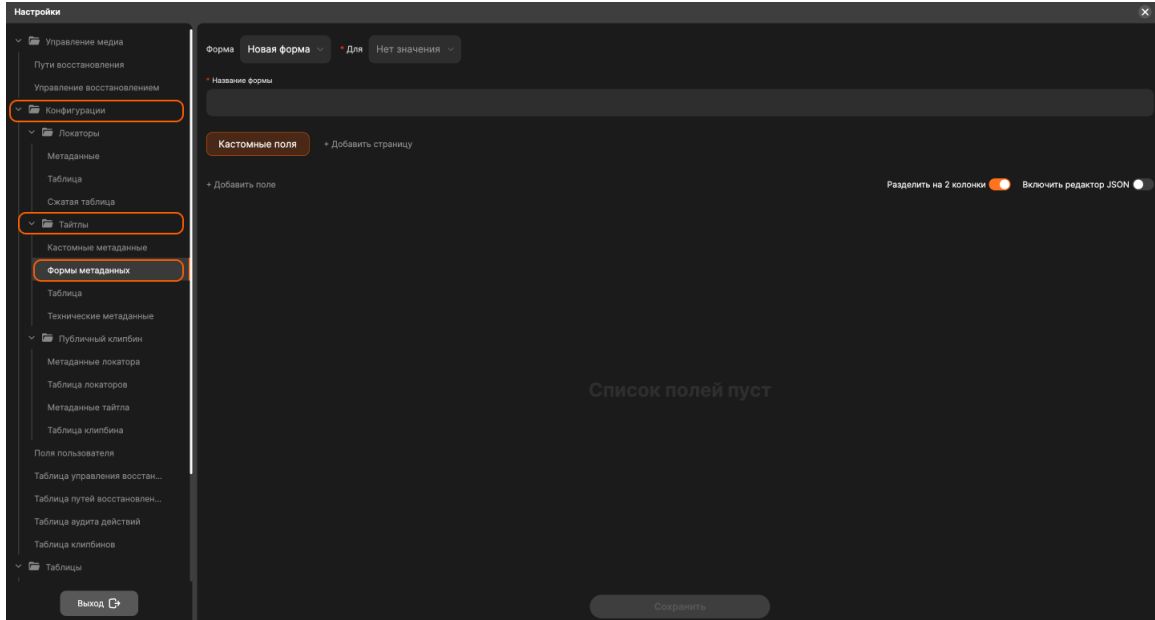 Настройки
Управление медиа
Пути восстановления
Управление восстановлением
Конфигурации
Локаторы
Метаданные
Таблица
Сжатая таблица
Тайтлы
Кастомные метаданные
Формы метаданных
Таблица
Технические метаданные
Публичный клипбин
Метаданные локатора
Таблица локаторов
Метаданные тайтла
Таблица клипбина
Поля пользователя
Таблица управления восстан...
Таблица путей восстановлен...
Таблица аудита действий
Таблица клипбинов
Таблицы
Выход
Форма Новая форма * Для Нет значения
* Название формы
Кастомные поля + Добавить страницу
+ Добавить поле Разделить на 2 колонки Включить редактор JSON
Список полей пуст
Сохранить